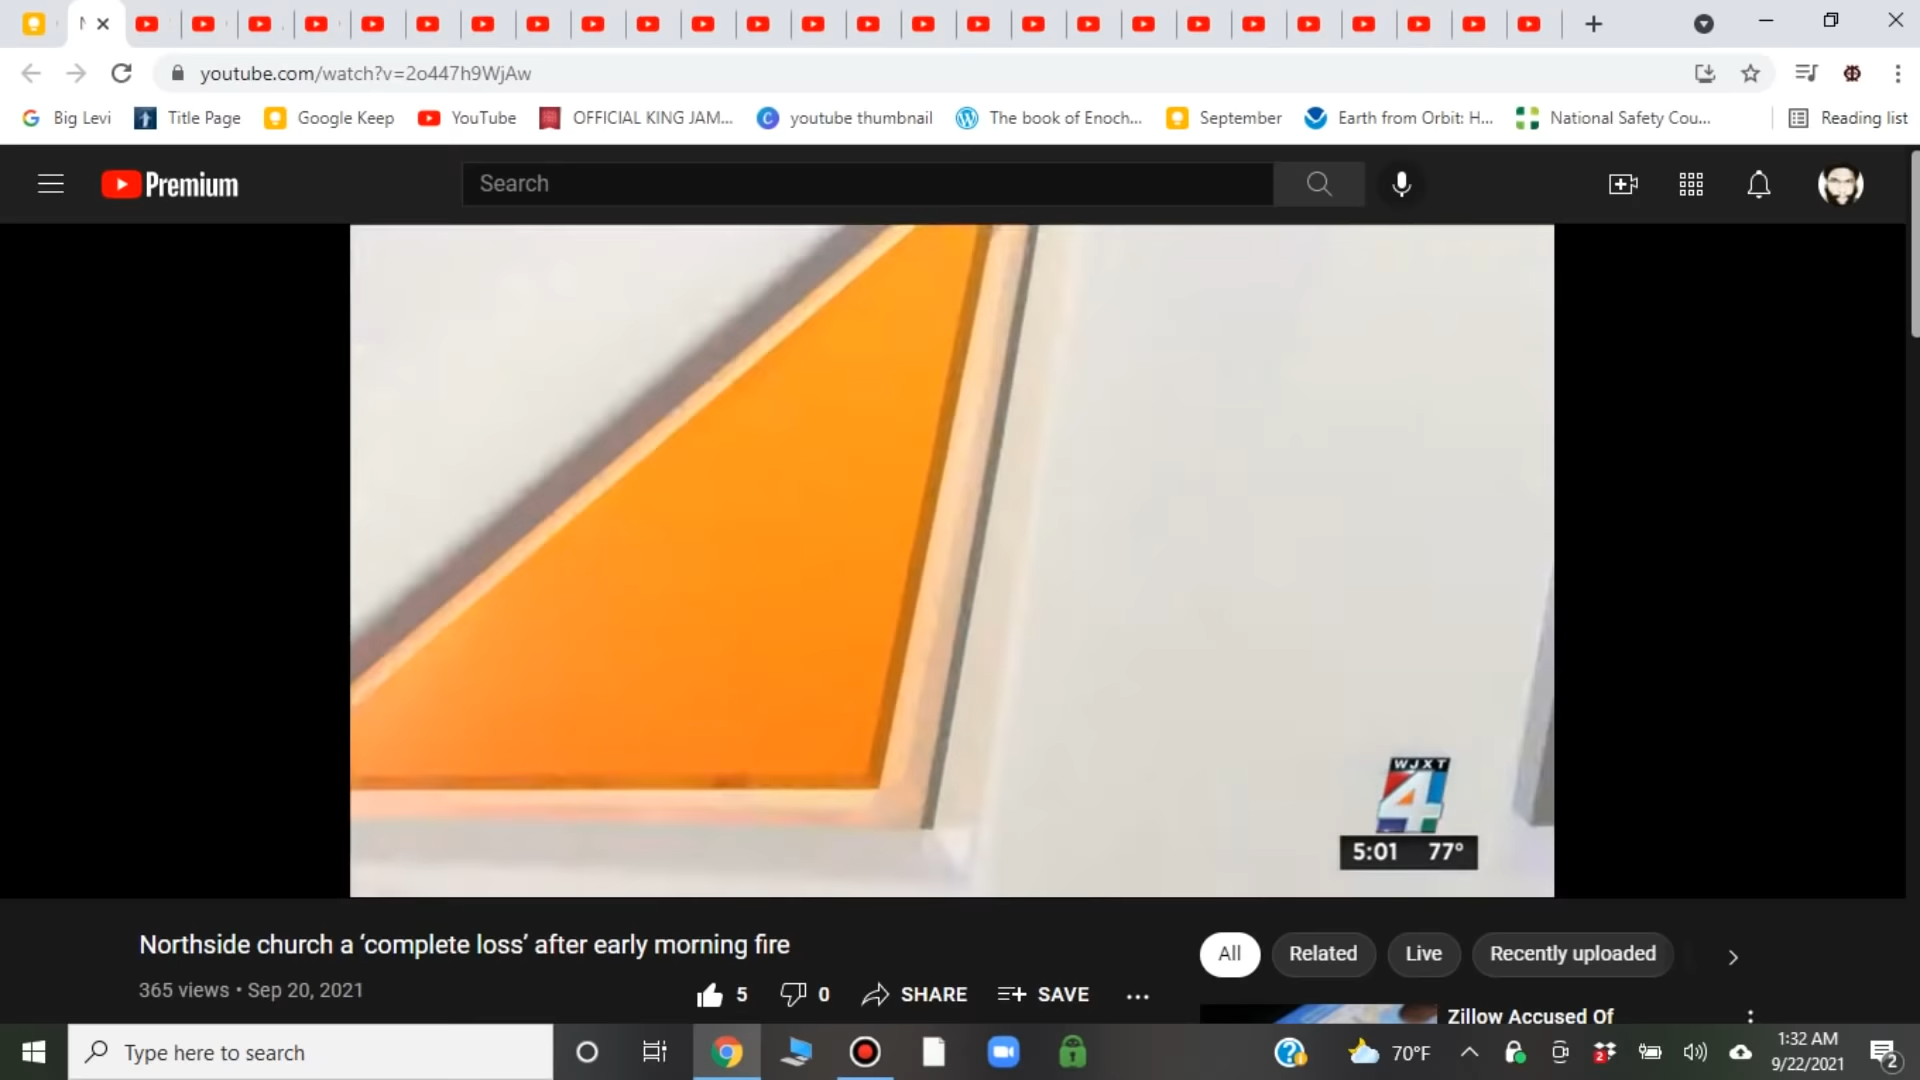 youtube.com/watch?v=2o447h9WjAw
Big Levi
Title Page
Google Keep
YouTube
OFFICIAL KING JAM...
youtube thumbnail
The book of Enoch...
September
Earth from Orbit: H...
National Safety Cou...
Reading list
Premium
Search
WJXT
4
5:01 77°
Northside church a ‘complete loss’ after early morning fire
365 views • Sep 20, 2021
5
0
SHARE
SAVE
All
Related
Live
Recently uploaded
Zillow Accused Of
Type here to search
70°F
2
1:32 AM
9/22/2021
2